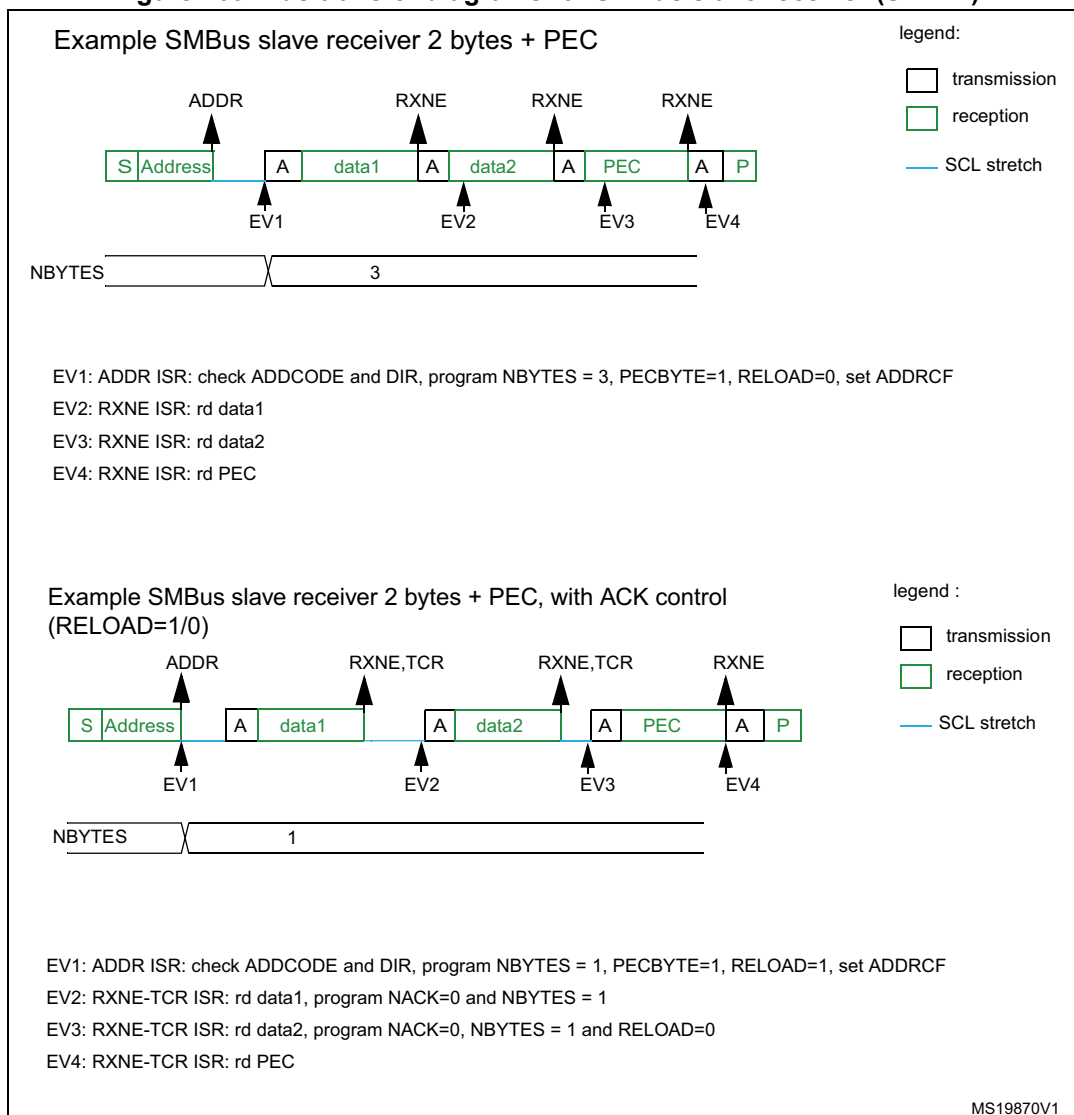 Example SMBus slave receiver 2 bytes + PEC
legend:
transmission
reception
SCL stretch
ADDR RXNE RXNE RXNE
S Address A data1 A data2 A PEC A P
EV1 EV2 EV3 EV4
NBYTES 3
EV1: ADDR ISR: check ADDCODE and DIR, program NBYTES = 3, PECBYTE=1, RELOAD=0, set ADDRCF
EV2: RXNE ISR: rd data1
EV3: RXNE ISR: rd data2
EV4: RXNE ISR: rd PEC
Example SMBus slave receiver 2 bytes + PEC, with ACK control
(RELOAD=1/0)
legend :
transmission
reception
SCL stretch
ADDR RXNE,TCR RXNE,TCR RXNE
S Address A data1 A data2 A PEC A P
EV1 EV2 EV3 EV4
NBYTES 1
EV1: ADDR ISR: check ADDCODE and DIR, program NBYTES = 1, PECBYTE=1, RELOAD=1, set ADDRCF
EV2: RXNE-TCR ISR: rd data1, program NACK=0 and NBYTES = 1
EV3: RXNE-TCR ISR: rd data2, program NACK=0, NBYTES = 1 and RELOAD=0
EV4: RXNE-TCR ISR: rd PEC
MS19870V1